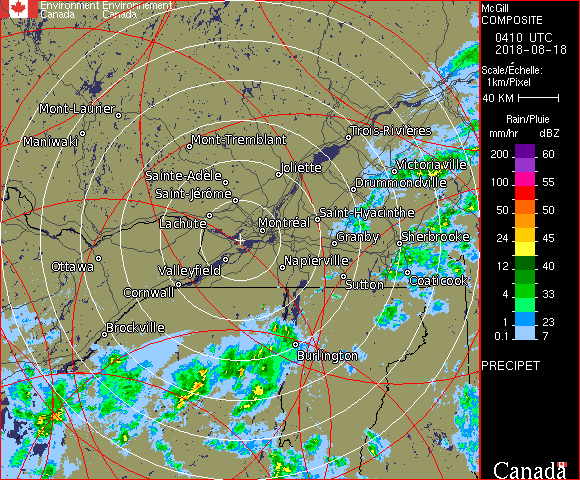 Environment Environnement
Canada Canada
McGill
COMPOSITE
0410 UTC
2018-08-18
Scale/Échelle:
1km/Pixel
40 KM
Rain/Pluie
mm/hr dBZ
200 60
100 55
50 50
24 45
12 40
4 33
1 23
0.1 7
PRECIPET
Canada
Mont-Laurier
Maniwaki
Mont-Tremblant
Trois-Rivières
Sainte-Adèle
Joliette
Victoriaville
Drummondville
Saint-Jérôme
Lachute
Montréal
Saint-Hyacinthe
Granby
Sherbrooke
Ottawa
Valleyfield
Napierville
Cornwall
Sutton
Coaticook
Brockville
Burlington